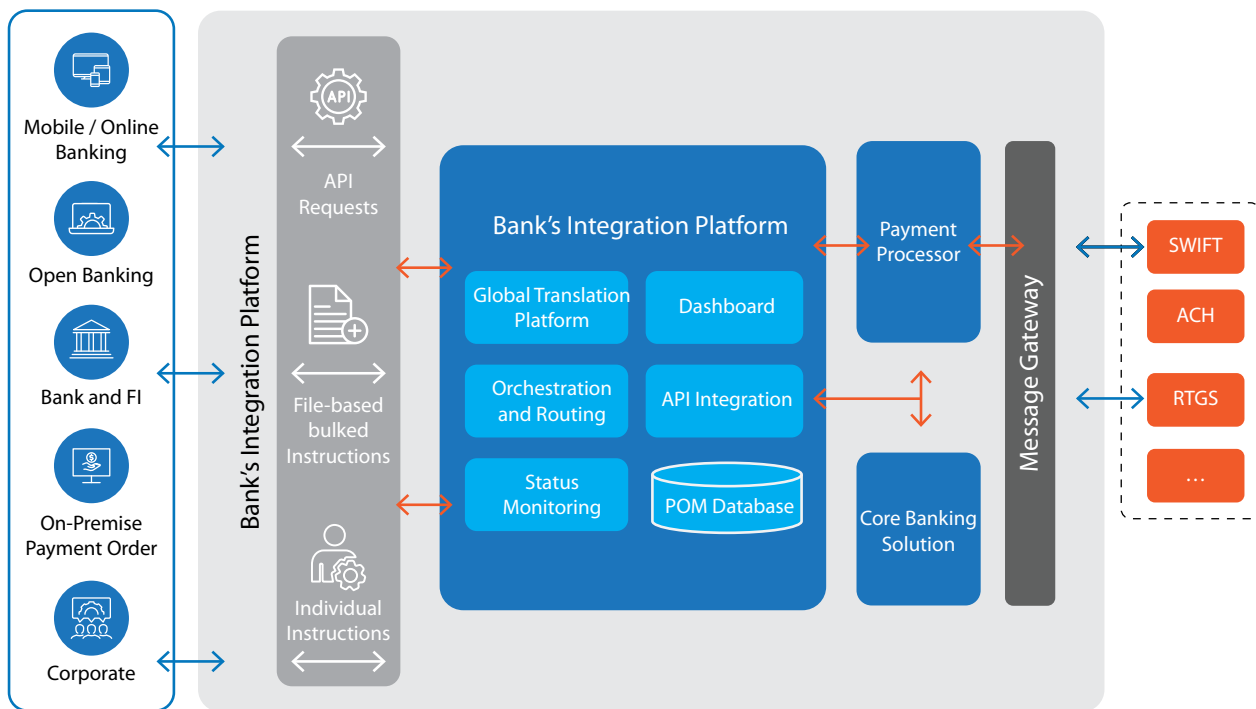 Mobile / Online
Banking
Open Banking
Bank and FI
On-Premise
Payment Order
Corporate
Bank’s Integration Platform
API
API
Requests
File-based
bulked
Instructions
Individual
Instructions
Bank’s Integration Platform
Global Translation
Platform
Dashboard
Orchestration
and Routing
API Integration
Status
Monitoring
POM Database
Payment
Processor
Core Banking
Solution
Message Gateway
SWIFT
ACH
RTGS
...